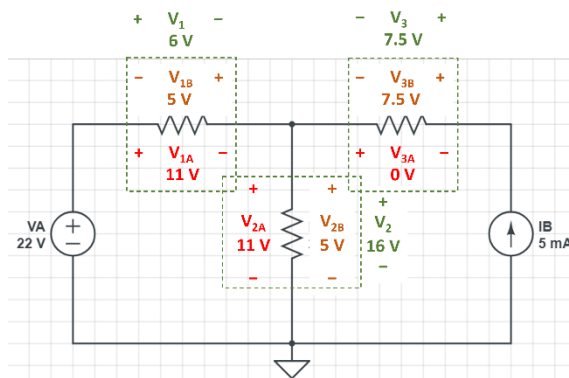 + V₁ −
6 V
+ V₃ −
7.5 V
− V₁B +
5 V
− V₃B +
7.5 V
+ V₁A −
11 V
+ V₃A −
0 V
+ +
V₂A V₂B
11 V 5 V
− −
+
V₂
16 V
−
VA
22 V
+
−
IB
5 mA